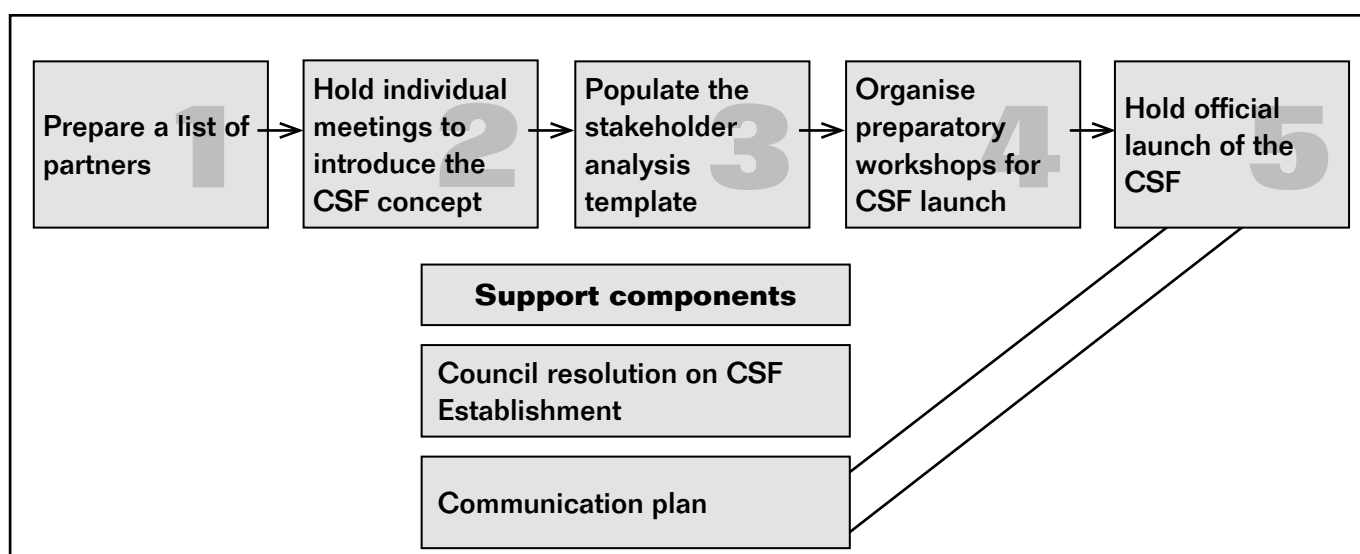 Prepare a list of
partners
1
Hold individual
meetings to
introduce the
CSF concept
2
Populate the
stakeholder
analysis
template
3
Organise
preparatory
workshops for
CSF launch
4
Hold official
launch of the
CSF
5
Support components
Council resolution on CSF
Establishment
Communication plan